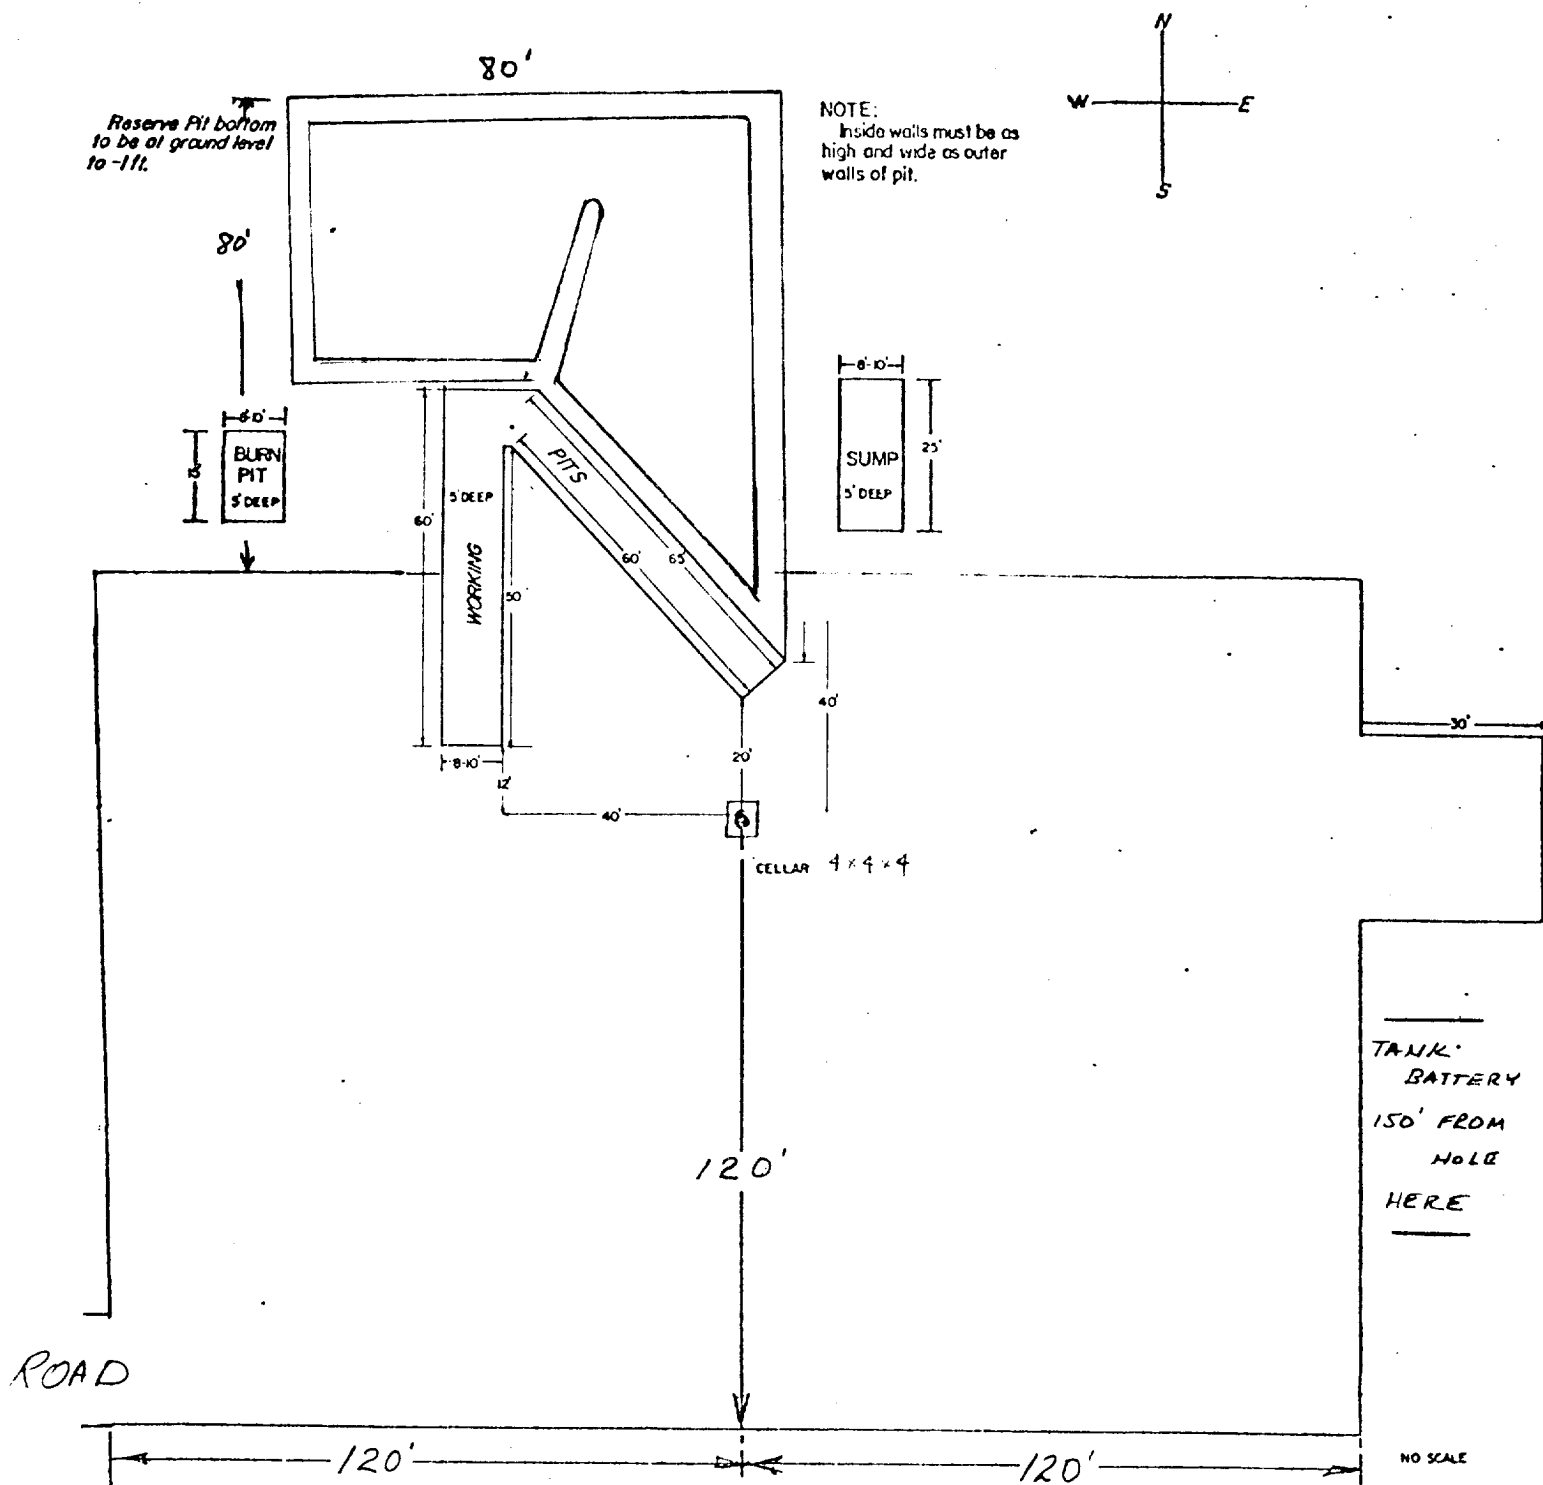 N
80'
Reserve Pit bottom
to be at ground level
to -1 ft.
NOTE:
Inside walls must be as
high and wide as outer
walls of pit.
W
E
S
80'
8-10'
8-10'
BURN
PIT
5' DEEP
SUMP
5' DEEP
25'
PITS
5' DEEP
60'
WORKING
50'
60'
65'
8-10'
12'
40'
20'
40'
30'
CELLAR 4 x 4 x 4
TANK
BATTERY
150' FROM
HOLE
HERE
120'
ROAD
120'
120'
NO SCALE